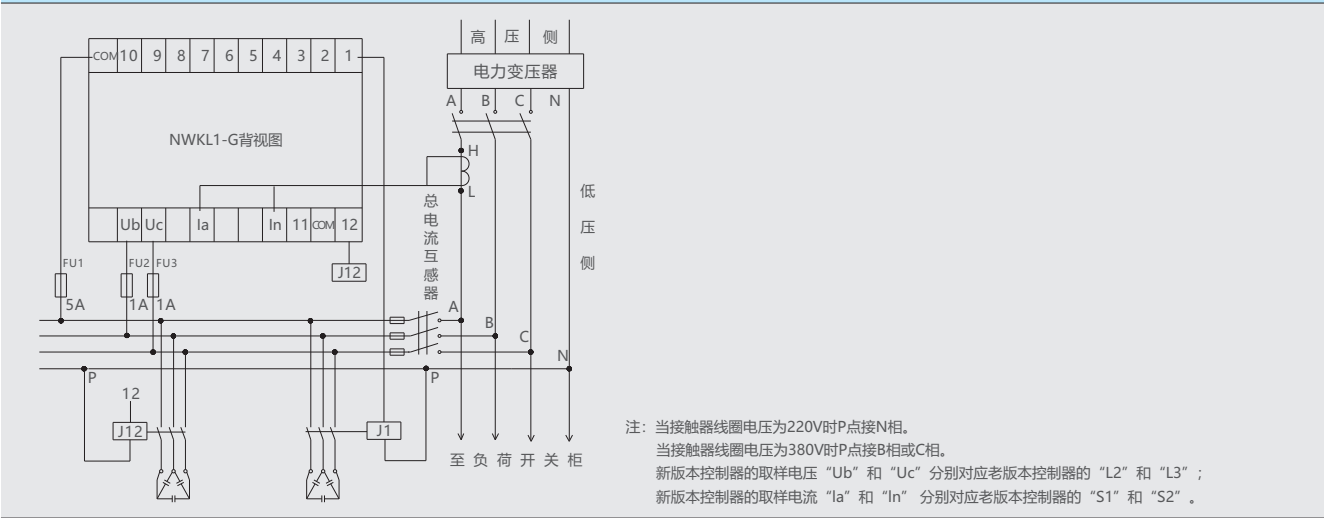 高 压 侧
COM 10 9 8 7 6 5 4 3 2 1
电力变压器
A B C N
NWKL1-G背视图
H
L
总电流互感器
低压侧
Ub Uc Ia In 11 COM 12
FU1 FU2 FU3
J12
5A 1A 1A
A
B
C
N
P P
12
J12 J1
至负荷开关柜
注：当接触器线圈电压为220V时P点接N相。
当接触器线圈电压为380V时P点接B相或C相。
新版本控制器的取样电压“Ub”和“Uc”分别对应老版本控制器的“L2”和“L3”；
新版本控制器的取样电流“Ia”和“In” 分别对应老版本控制器的“S1”和“S2”。